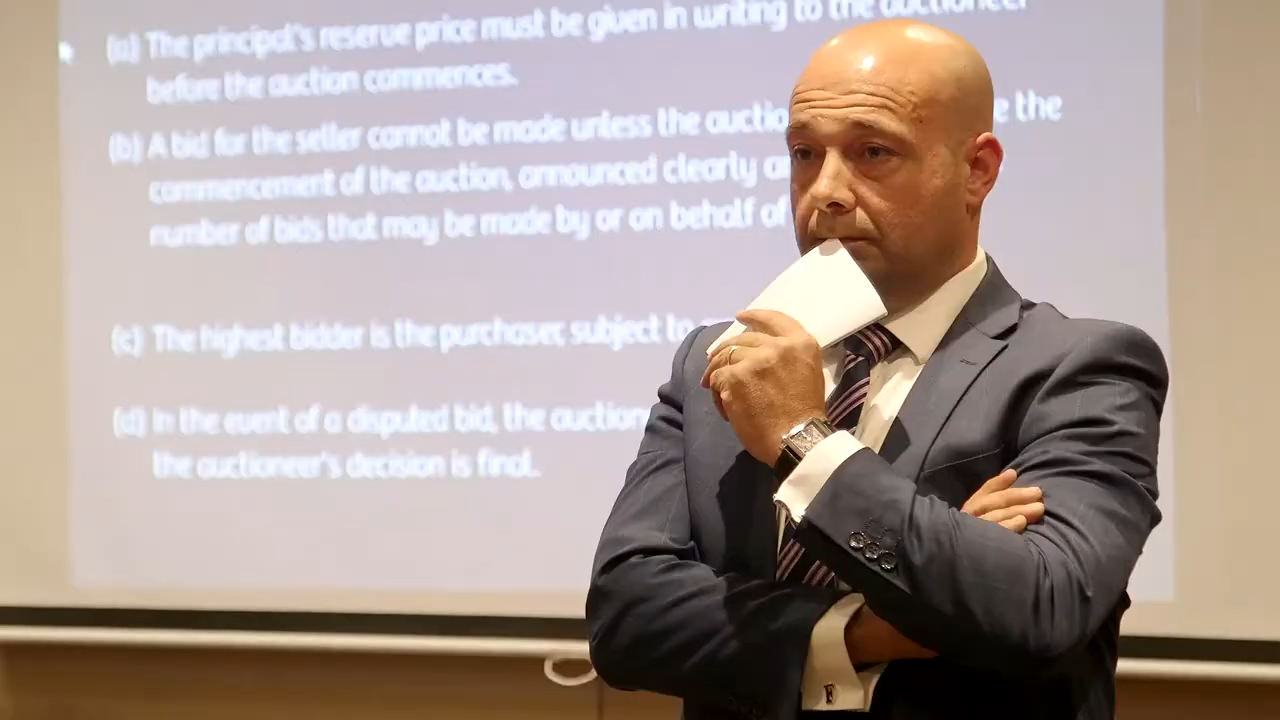 (a) The principal's reserve price must be given in writing to the auctioneer
before the auction commences.
(b) A bid for the seller cannot be made unless the auctio e the
commencement of the auction, announced clearly a
number of bids that may be made by or on behalf of
(c) The highest bidder is the purchaser, subject to
(d) In the event of a disputed bid, the auction
the auctioneer's decision is final.